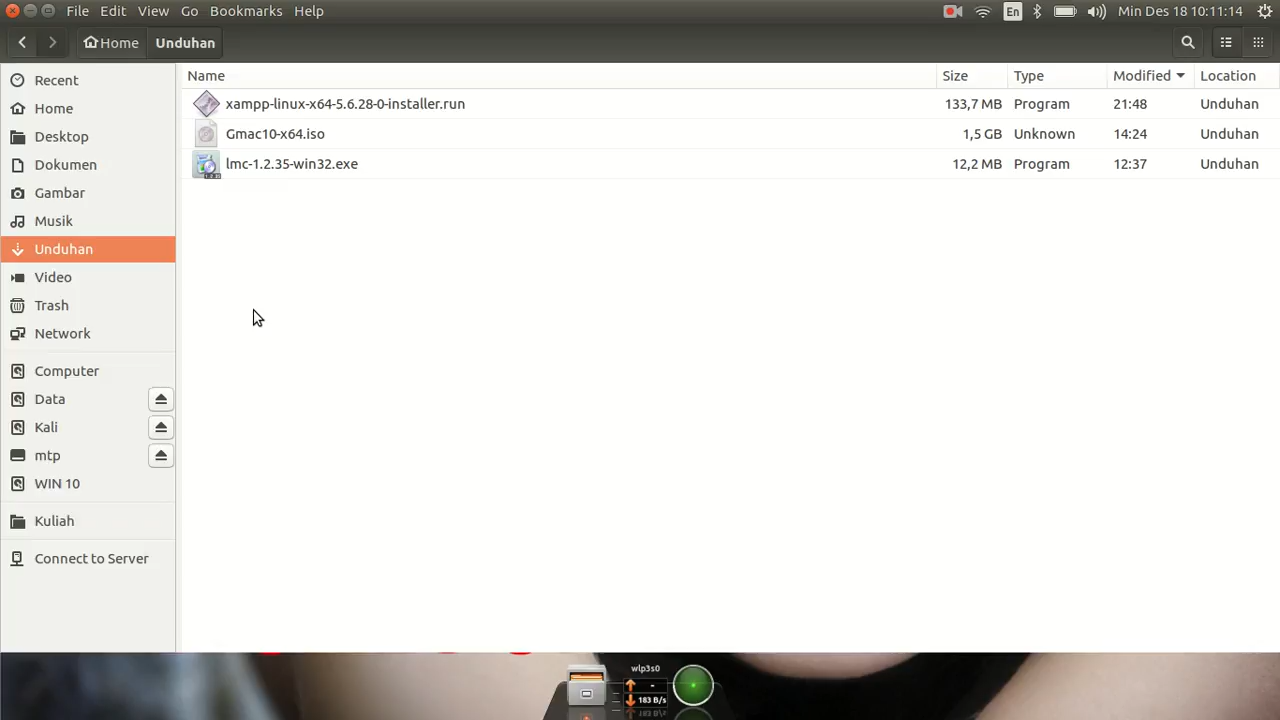 File Edit View Go Bookmarks Help En Min Des 18 10:11:14
Home Unduhan
Recent
Home
Desktop
Dokumen
Gambar
Musik
Unduhan
Video
Trash
Network
Computer
Data
Kali
mtp
WIN 10
Kuliah
Connect to Server
Name Size Type Modified Location
xampp-linux-x64-5.6.28-0-installer.run 133,7 MB Program 21:48 Unduhan
Gmac10-x64.iso 1,5 GB Unknown 14:24 Unduhan
lmc-1.2.35-win32.exe 12,2 MB Program 12:37 Unduhan
wlp3s0
-
183 B/s